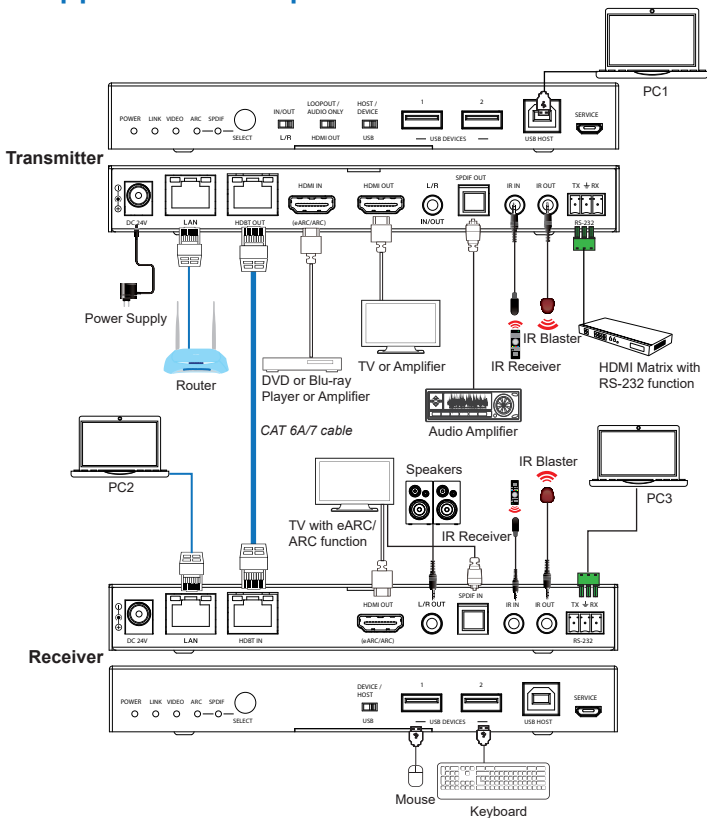 PC1
LOOPOUT / HOST / 1 2
POWER LINK VIDEO ARC SPDIF IN/OUT AUDIO ONLY DEVICE SERVICE
SELECT L/R HDMI OUT USB USB DEVICES USB HOST
Transmitter
HDMI IN HDMI OUT L/R SPDIF OUT IR IN IR OUT TX RX
DC 24V LAN HDBT OUT (eARC/ARC) IN/OUT RS-232
Power Supply
Router
DVD or Blu-ray
Player or Amplifier
TV or Amplifier
Audio Amplifier
IR Receiver
IR Blaster
HDMI Matrix with
RS-232 function
CAT 6A/7 cable
PC2
TV with eARC/
ARC function
Speakers
IR Receiver
IR Blaster
PC3
HDMI OUT L/R OUT SPDIF IN IR IN IR OUT TX RX
DC 24V LAN HDBT IN (eARC/ARC) RS-232
Receiver
DEVICE / 1 2
POWER LINK VIDEO ARC SPDIF HOST SERVICE
SELECT USB USB DEVICES USB HOST
Mouse
Keyboard